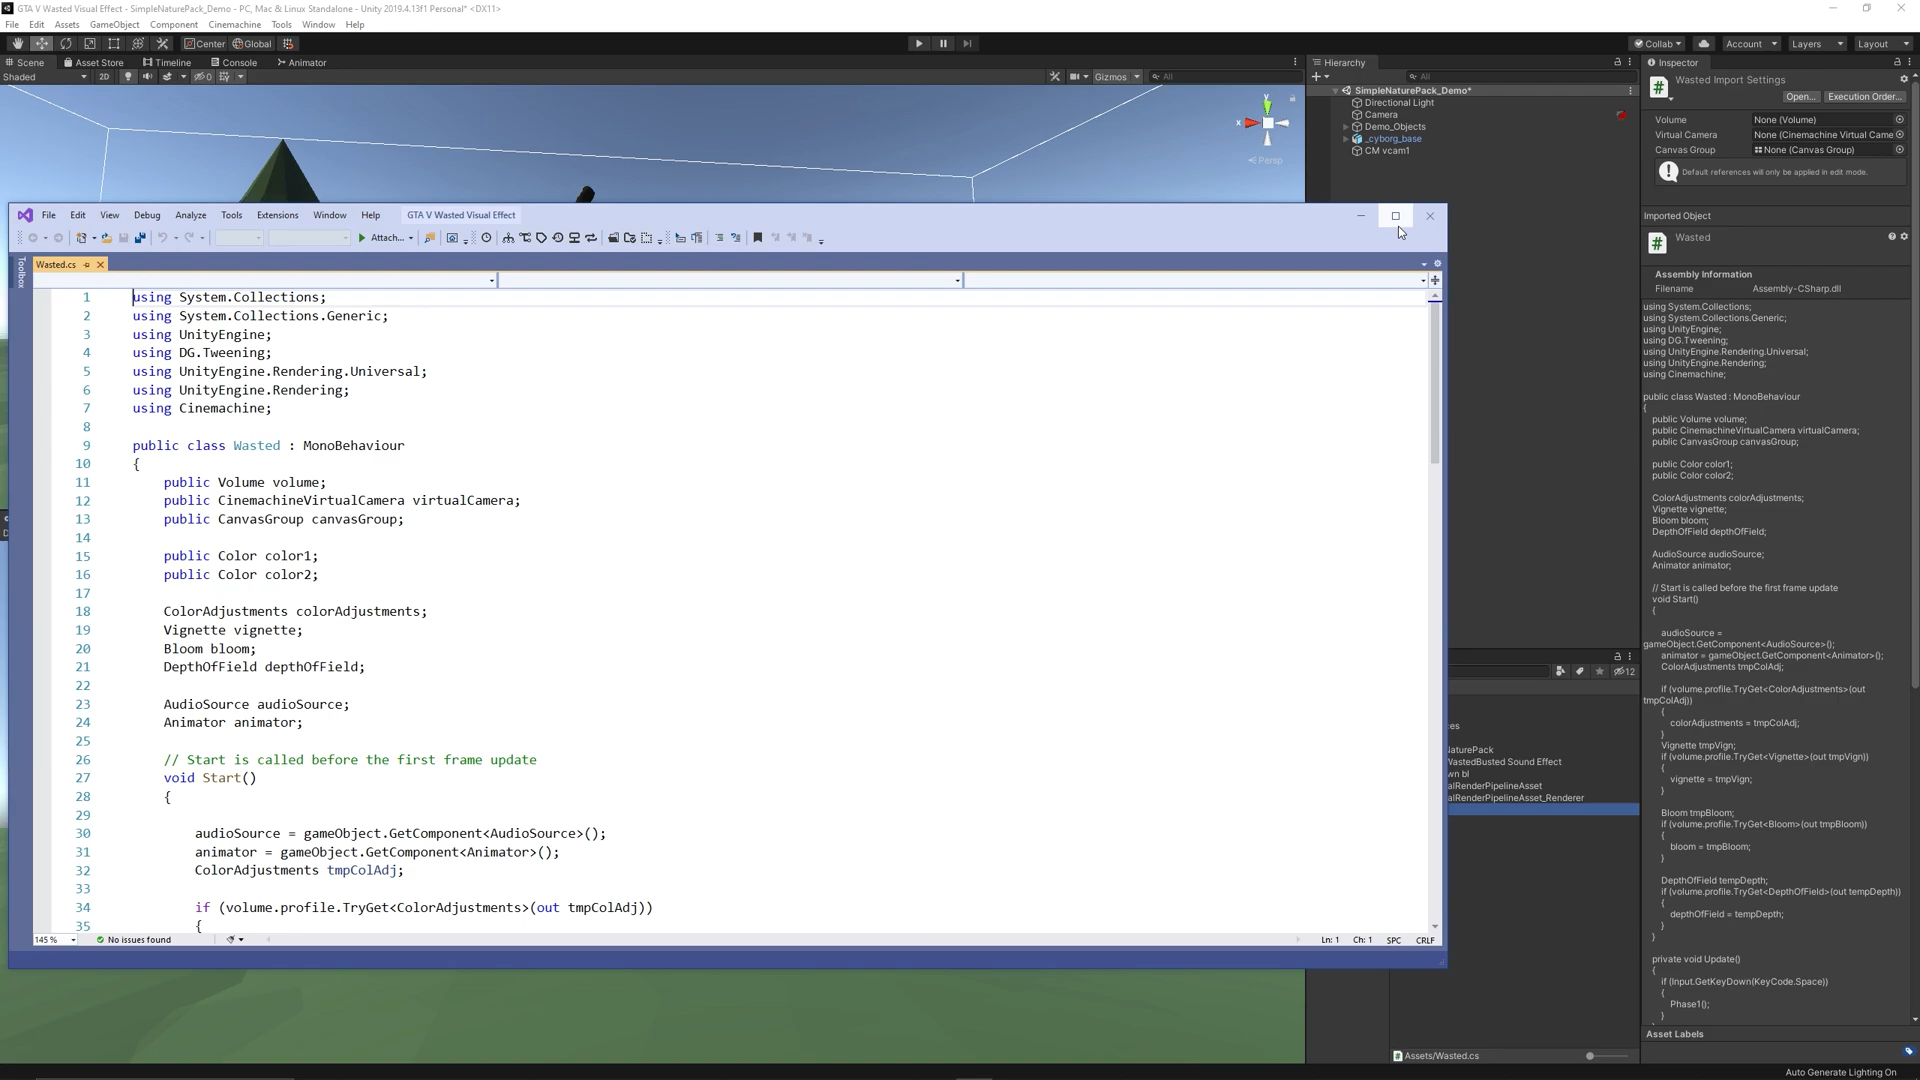 GTA V Wasted Visual Effect - SimpleNaturePack_Demo - PC, Mac & Linux Standalone - Unity 2019.4.13f1 Personal* <DX11>
File Edit Assets GameObject Component Cinemachine Tools Window Help
Center Global
Collab Account Layers Layout
Scene Asset Store Timeline Console Animator
Shaded 2D 0 Gizmos All
y
x
Persp
Hierarchy
All
SimpleNaturePack_Demo*
Directional Light
Camera
Demo_Objects
_cyborg_base
CM vcam1
Inspector
Wasted Import Settings
Open... Execution Order...
Volume None (Volume)
Virtual Camera None (Cinemachine Virtual Came
Canvas Group None (Canvas Group)
Default references will only be applied in edit mode.
Imported Object
Wasted
Assembly Information
Filename Assembly-CSharp.dll
using System.Collections;
using System.Collections.Generic;
using UnityEngine;
using DG.Tweening;
using UnityEngine.Rendering.Universal;
using UnityEngine.Rendering;
using Cinemachine;
public class Wasted : MonoBehaviour
{
public Volume volume;
public CinemachineVirtualCamera virtualCamera;
public CanvasGroup canvasGroup;
public Color color1;
public Color color2;
ColorAdjustments colorAdjustments;
Vignette vignette;
Bloom bloom;
DepthOfField depthOfField;
AudioSource audioSource;
Animator animator;
// Start is called before the first frame update
void Start()
{
audioSource =
gameObject.GetComponent<AudioSource>();
animator = gameObject.GetComponent<Animator>();
ColorAdjustments tmpColAdj;
if (volume.profile.TryGet<ColorAdjustments>(out
tmpColAdj))
{
colorAdjustments = tmpColAdj;
}
Vignette tmpVign;
if (volume.profile.TryGet<Vignette>(out tmpVign))
{
vignette = tmpVign;
}
Bloom tmpBloom;
if (volume.profile.TryGet<Bloom>(out tmpBloom))
{
bloom = tmpBloom;
}
DepthOfField tempDepth;
if (volume.profile.TryGet<DepthOfField>(out tempDepth))
{
depthOfField = tempDepth;
}
}
private void Update()
{
if (Input.GetKeyDown(KeyCode.Space))
{
Phase1();
}
Asset Labels
File Edit View Debug Analyze Tools Extensions Window Help GTA V Wasted Visual Effect
Attach...
Toolbox
Wasted.cs
1 using System.Collections;
2 using System.Collections.Generic;
3 using UnityEngine;
4 using DG.Tweening;
5 using UnityEngine.Rendering.Universal;
6 using UnityEngine.Rendering;
7 using Cinemachine;
8
9 public class Wasted : MonoBehaviour
10 {
11 public Volume volume;
12 public CinemachineVirtualCamera virtualCamera;
13 public CanvasGroup canvasGroup;
14
15 public Color color1;
16 public Color color2;
17
18 ColorAdjustments colorAdjustments;
19 Vignette vignette;
20 Bloom bloom;
21 DepthOfField depthOfField;
22
23 AudioSource audioSource;
24 Animator animator;
25
26 // Start is called before the first frame update
27 void Start()
28 {
29
30 audioSource = gameObject.GetComponent<AudioSource>();
31 animator = gameObject.GetComponent<Animator>();
32 ColorAdjustments tmpColAdj;
33
34 if (volume.profile.TryGet<ColorAdjustments>(out tmpColAdj))
35 {
145 % No issues found Ln: 1 Ch: 1 SPC CRLF
12
es
NaturePack
WastedBusted Sound Effect
wn bl
alRenderPipelineAsset
alRenderPipelineAsset_Renderer
Assets/Wasted.cs
Auto Generate Lighting On